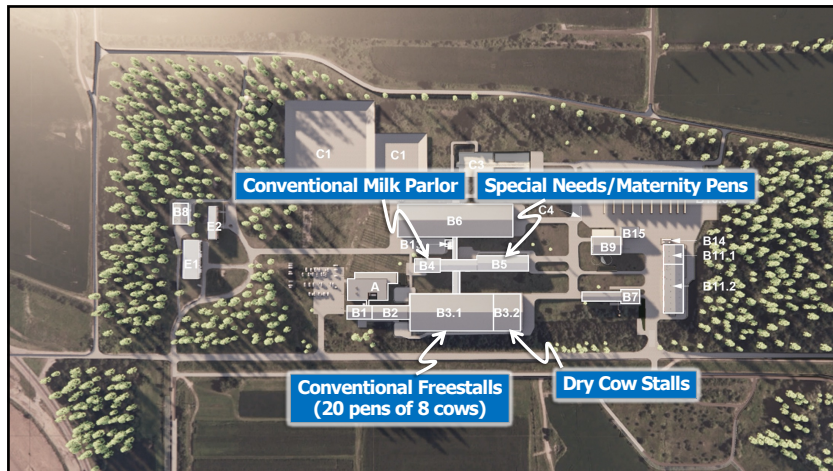 C1
C1
C3
Conventional Milk Parlor
Special Needs/Maternity Pens
B8
E2
B6
C4
B15
B14
B1
B9
B11.1
E1
B4
B5
B11.2
A
B7
B1
B2
B3.1
B3.2
Conventional Freestalls
(20 pens of 8 cows)
Dry Cow Stalls